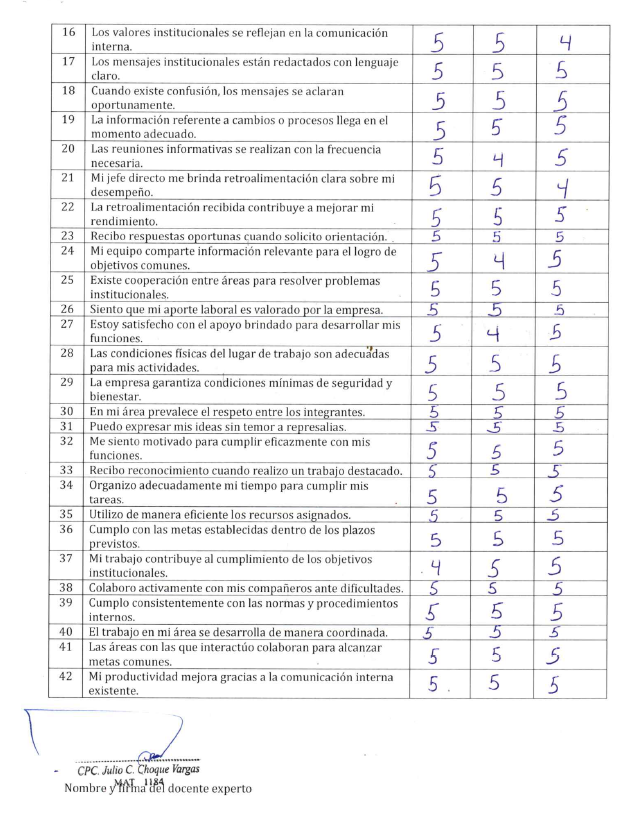 16 Los valores institucionales se reflejan en la comunicación 5 5 4
interna.
17 Los mensajes institucionales están redactados con lenguaje 5 5 5
claro.
18 Cuando existe confusión, los mensajes se aclaran 5 5 5
oportunamente.
19 La información referente a cambios o procesos llega en el 5 5 5
momento adecuado.
20 Las reuniones informativas se realizan con la frecuencia 5 4 5
necesaria.
21 Mi jefe directo me brinda retroalimentación clara sobre mi 5 5 4
desempeño.
22 La retroalimentación recibida contribuye a mejorar mi 5 5 5
rendimiento.
23 Recibo respuestas oportunas cuando solicito orientación. 5 5 5
24 Mi equipo comparte información relevante para el logro de 5 4 5
objetivos comunes.
25 Existe cooperación entre áreas para resolver problemas 5 5 5
institucionales.
26 Siento que mi aporte laboral es valorado por la empresa. 5 5 5
27 Estoy satisfecho con el apoyo brindado para desarrollar mis 5 4 5
funciones.
28 Las condiciones físicas del lugar de trabajo son adecuadas 5 5 5
para mis actividades.
29 La empresa garantiza condiciones mínimas de seguridad y 5 5 5
bienestar.
30 En mi área prevalece el respeto entre los integrantes. 5 5 5
31 Puedo expresar mis ideas sin temor a represalias. 5 5 5
32 Me siento motivado para cumplir eficazmente con mis 5 5 5
funciones.
33 Recibo reconocimiento cuando realizo un trabajo destacado. 5 5 5
34 Organizo adecuadamente mi tiempo para cumplir mis 5 5 5
tareas.
35 Utilizo de manera eficiente los recursos asignados. 5 5 5
36 Cumplo con las metas establecidas dentro de los plazos 5 5 5
previstos.
37 Mi trabajo contribuye al cumplimiento de los objetivos 4 5 5
institucionales.
38 Colaboro activamente con mis compañeros ante dificultades. 5 5 5
39 Cumplo consistentemente con las normas y procedimientos 5 5 5
internos.
40 El trabajo en mi área se desarrolla de manera coordinada. 5 5 5
41 Las áreas con las que interactúo colaboran para alcanzar 5 5 5
metas comunes.
42 Mi productividad mejora gracias a la comunicación interna 5 5 5
existente.
CPC. Julio C. Choque Vargas
MAT 1184
Nombre y firma del docente experto